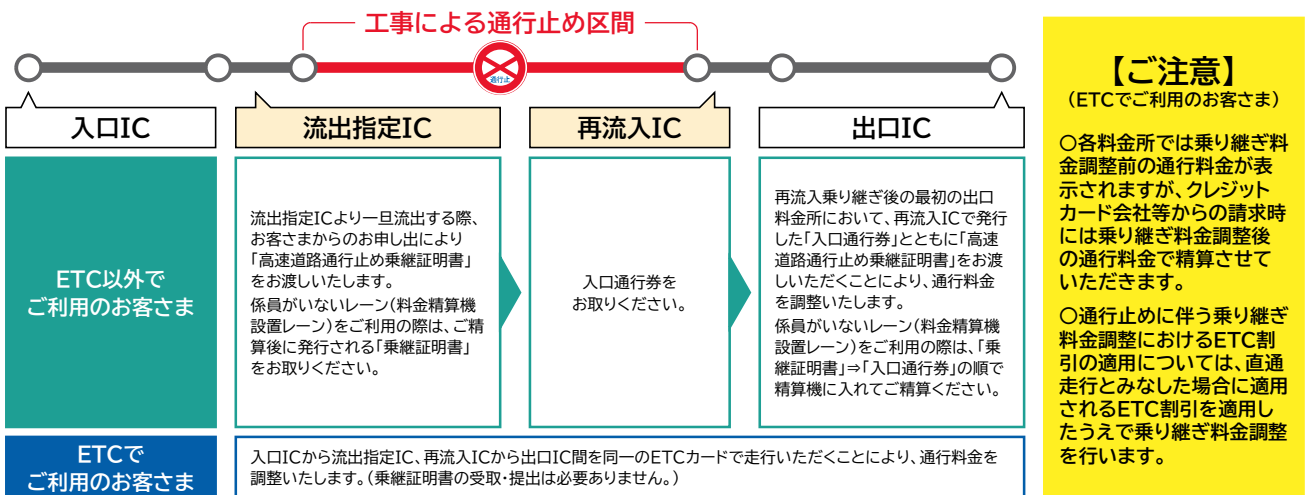 工事による通行止め区間
通行止
入口IC
流出指定IC
再流入IC
出口IC
ETC以外で
ご利用のお客さま
流出指定ICより一旦流出する際、
お客さまからのお申し出により
「高速道路通行止め乗継証明書」
をお渡しいたします。
係員がいないレーン(料金精算機
設置レーン)をご利用の際は、ご精
算後に発行される「乗継証明書」
をお取りください。
入口通行券を
お取りください。
再流入乗り継ぎ後の最初の出口
料金所において、再流入ICで発行
した「入口通行券」とともに「高速
道路通行止め乗継証明書」をお渡
しいただくことにより、通行料金
を調整いたします。
係員がいないレーン(料金精算機
設置レーン)をご利用の際は、「乗
継証明書」⇒「入口通行券」の順で
精算機に入れてご精算ください。
ETCで
ご利用のお客さま
入口ICから流出指定IC、再流入ICから出口IC間を同一のETCカードで走行いただくことにより、通行料金を
調整いたします。(乗継証明書の受取・提出は必要ありません。)
【ご注意】
(ETCでご利用のお客さま)
○各料金所では乗り継ぎ料
金調整前の通行料金が表
示されますが、クレジット
カード会社等からの請求時
には乗り継ぎ料金調整後
の通行料金で精算させて
いただきます。
○通行止めに伴う乗り継ぎ
料金調整におけるETC割
引の適用については、直通
走行とみなした場合に適用
されるETC割引を適用し
たうえで乗り継ぎ料金調整
を行います。